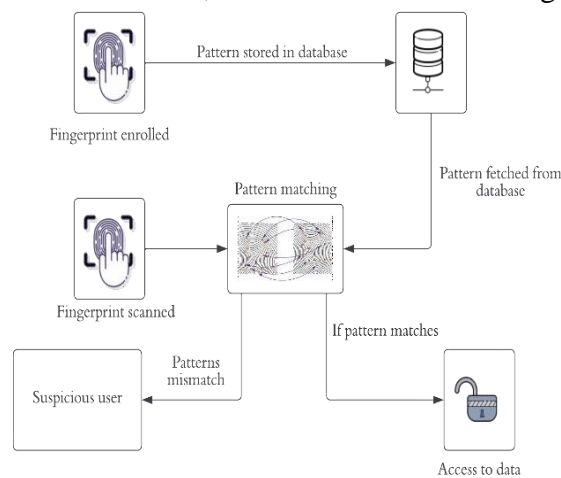 Pattern stored in database
Fingerprint enrolled
Pattern fetched from
database
Pattern matching
Fingerprint scanned
If pattern matches
Patterns
mismatch
Suspicious user
Access to data